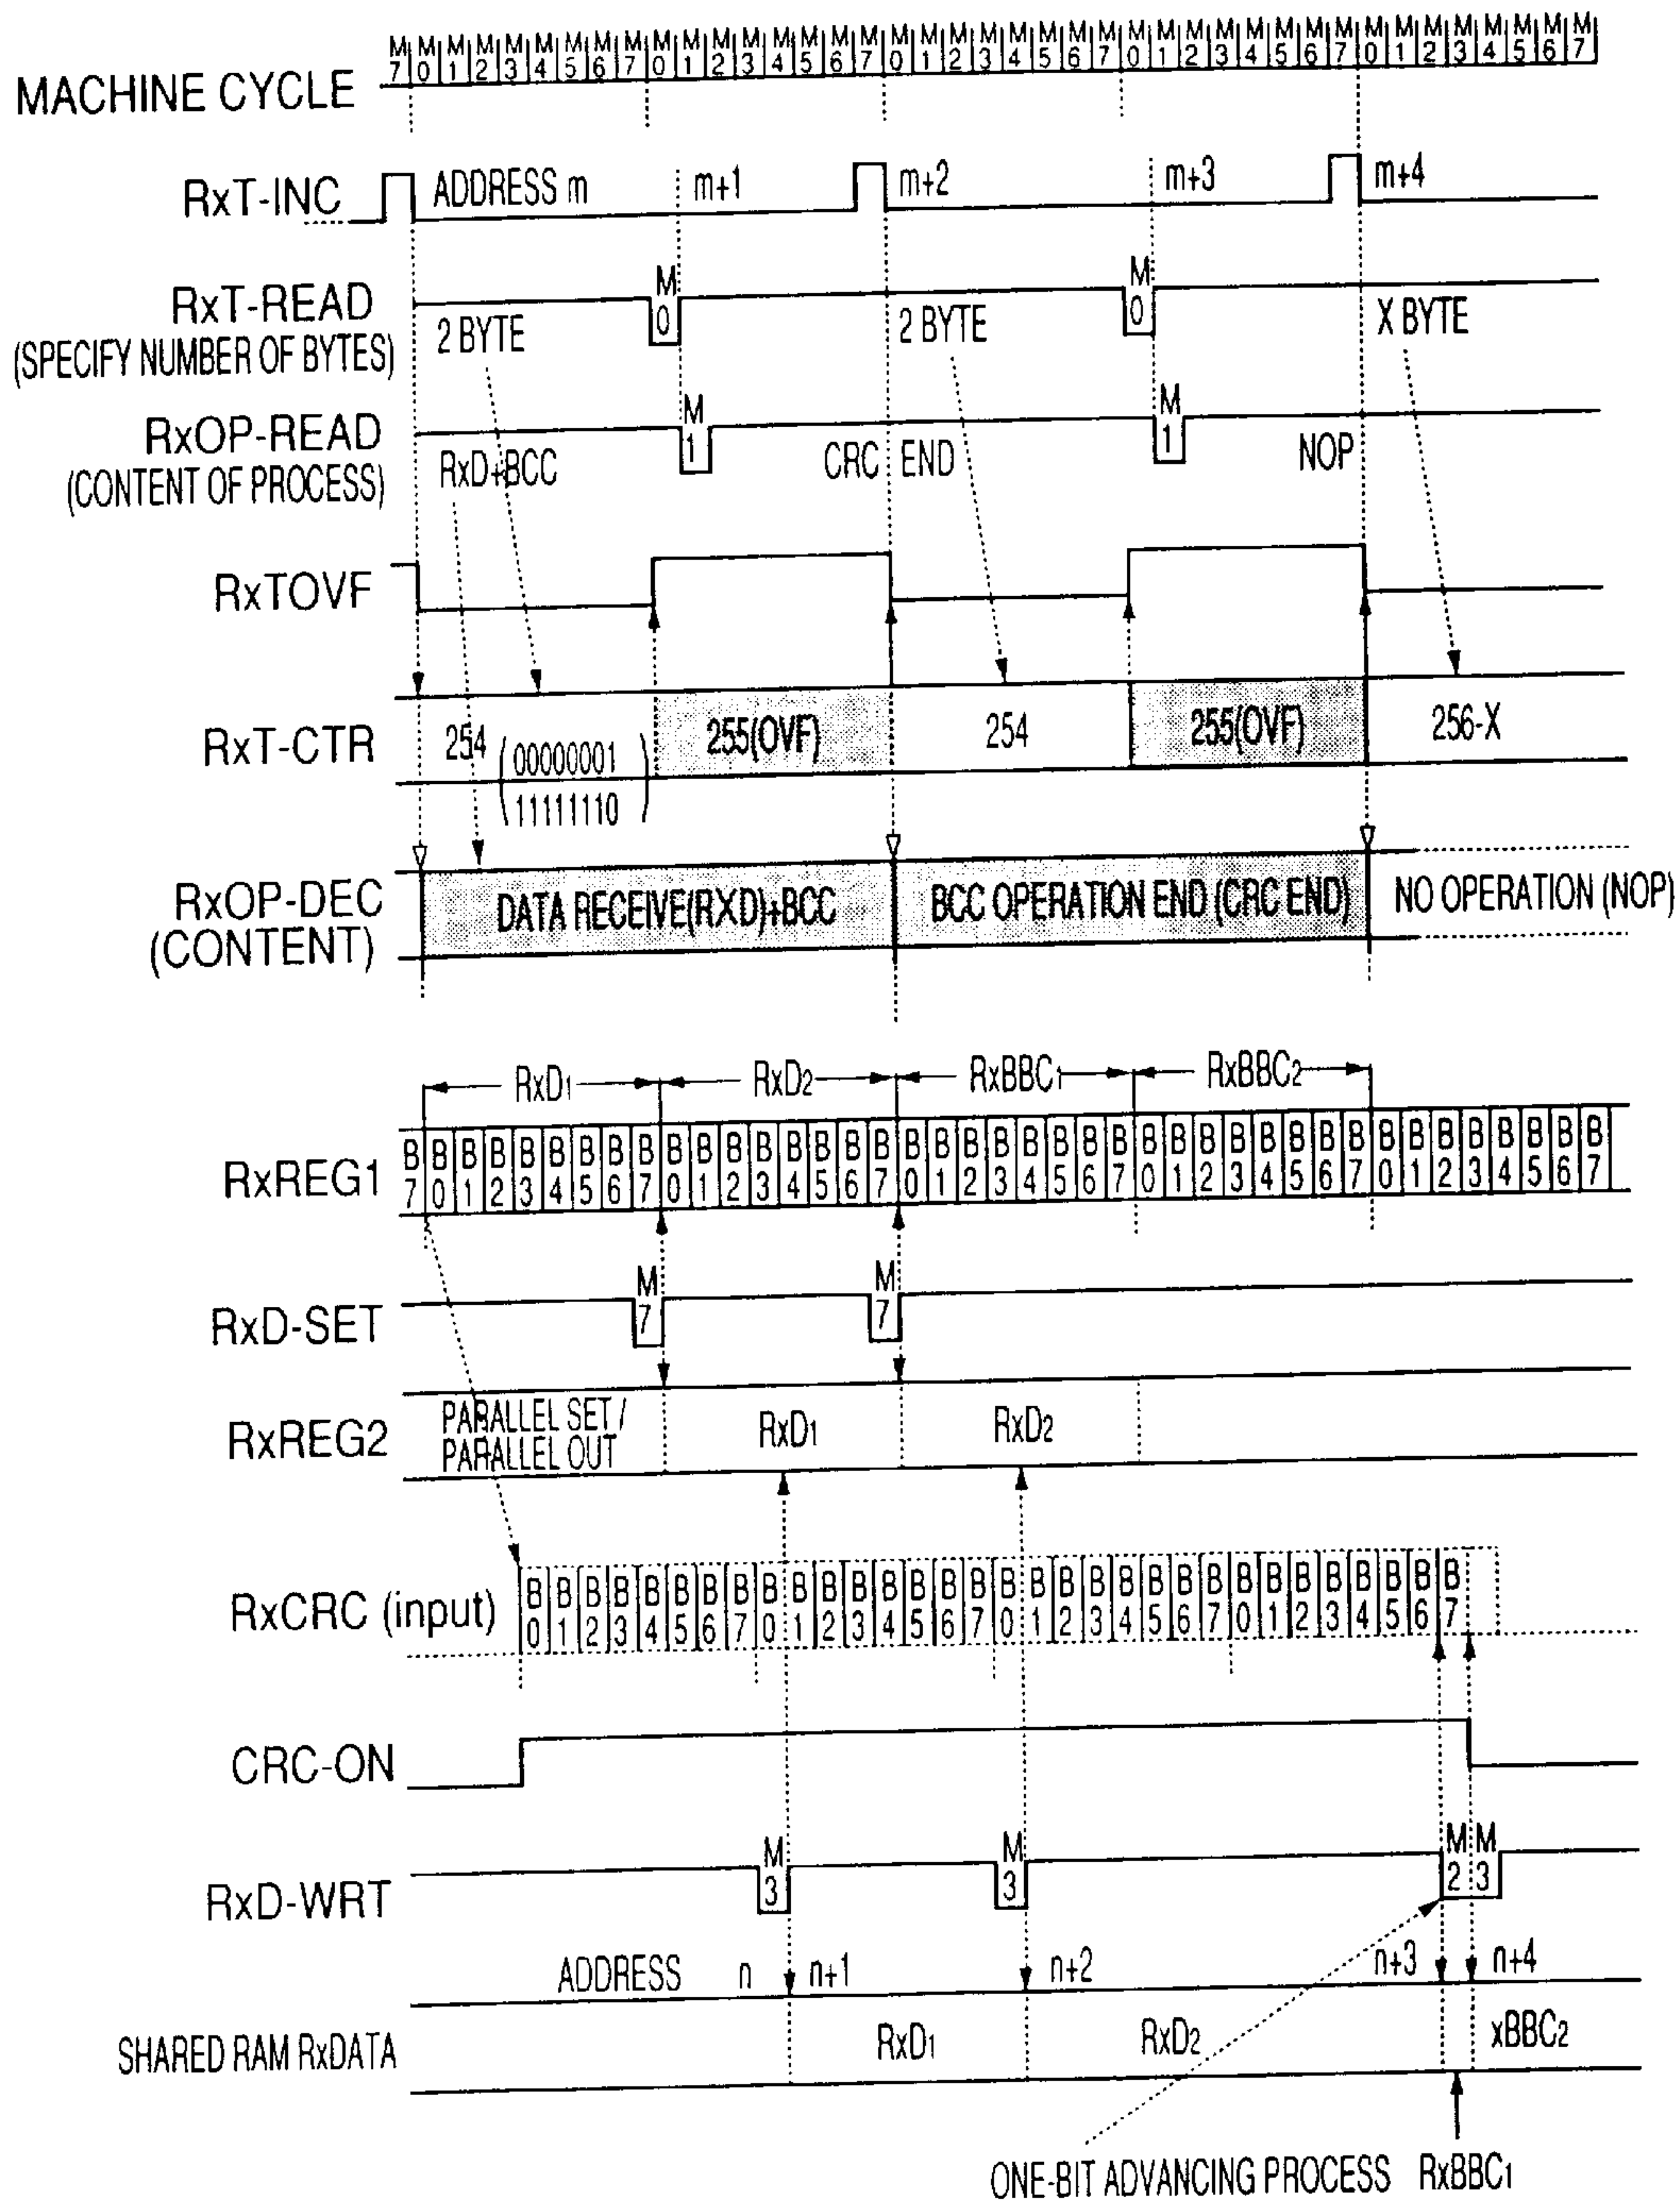 MACHINE CYCLE M7 M0 M1 M2 M3 M4 M5 M6 M7 M0 M1 M2 M3 M4 M5 M6 M7 M0 M1 M2 M3 M4 M5 M6 M7 M0 M1 M2 M3 M4 M5 M6 M7 M0 M1 M2 M3 M4 M5 M6 M7
RxT-INC ADDRESS m m+1 m+2 m+3 m+4
RxT-READ M0 M0
(SPECIFY NUMBER OF BYTES) 2 BYTE 2 BYTE X BYTE
RxOP-READ M1 M1
(CONTENT OF PROCESS) RxD+BCC CRC END NOP
RxTOVF
RxT-CTR 254 (00000001 11111110) 255(OVF) 254 255(OVF) 256-X
RxOP-DEC DATA RECEIVE(RXD)+BCC BCC OPERATION END (CRC END) NO OPERATION (NOP)
(CONTENT)
RxD1 RxD2 RxBBC1 RxBBC2
RxREG1 B7 B0 B1 B2 B3 B4 B5 B6 B7 B0 B1 B2 B3 B4 B5 B6 B7 B0 B1 B2 B3 B4 B5 B6 B7 B0 B1 B2 B3 B4 B5 B6 B7 B0 B1 B2 B3 B4 B5 B6 B7
RxD-SET M7 M7
RxREG2 PARALLEL SET / PARALLEL OUT RxD1 RxD2
RxCRC (input) B0 B1 B2 B3 B4 B5 B6 B7 B0 B1 B2 B3 B4 B5 B6 B7 B0 B1 B2 B3 B4 B5 B6 B7 B0 B1 B2 B3 B4 B5 B6 B7
CRC-ON
RxD-WRT M3 M3 M2 M3
ADDRESS n n+1 n+2 n+3 n+4
SHARED RAM RxDATA RxD1 RxD2 xBBC2
ONE-BIT ADVANCING PROCESS RxBBC1